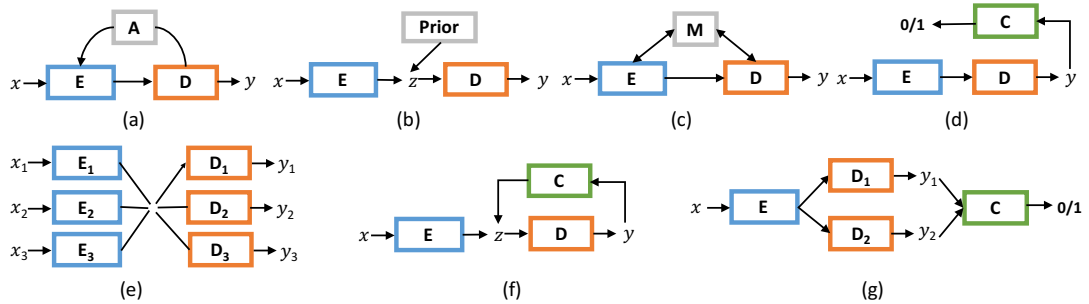 A
x E D y
(a)
Prior
x E z D y
(b)
M
x E D y
(c)
0/1 C
x E D y
(d)
x₁ E₁ D₁ y₁
x₂ E₂ D₂ y₂
x₃ E₃ D₃ y₃
(e)
C
x E z D y
(f)
D₁ y₁
x E C 0/1
D₂ y₂
(g)